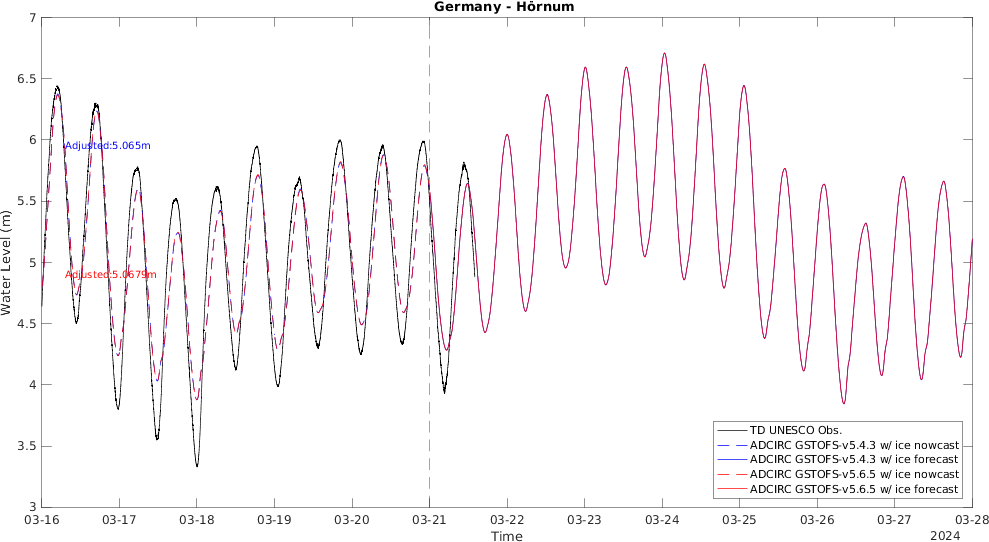 Germany - Hörnum
7
6.5
6
5.5
5
4.5
4
3.5
3
Water Level (m)
Adjusted:5.065m
Adjusted:5.0679m
TD UNESCO Obs.
ADCIRC GSTOFS-v5.4.3 w/ ice nowcast
ADCIRC GSTOFS-v5.4.3 w/ ice forecast
ADCIRC GSTOFS-v5.6.5 w/ ice nowcast
ADCIRC GSTOFS-v5.6.5 w/ ice forecast
03-16 03-17 03-18 03-19 03-20 03-21 03-22 03-23 03-24 03-25 03-26 03-27 03-28
Time
2024